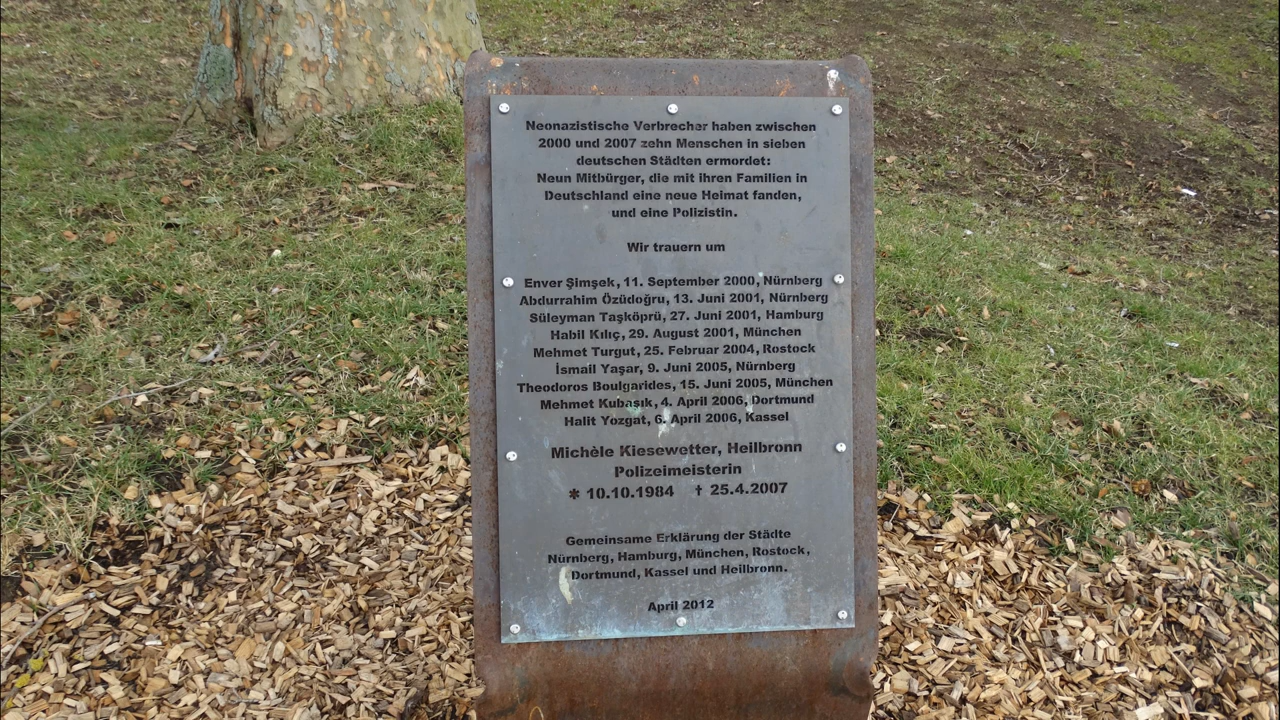 Neonazistische Verbrecher haben zwischen
2000 und 2007 zehn Menschen in sieben
deutschen Städten ermordet:
Neun Mitbürger, die mit ihren Familien in
Deutschland eine neue Heimat fanden,
und eine Polizistin.
Wir trauern um
Enver Şimşek, 11. September 2000, Nürnberg
Abdurrahim Özüdoğru, 13. Juni 2001, Nürnberg
Süleyman Taşköprü, 27. Juni 2001, Hamburg
Habil Kılıç, 29. August 2001, München
Mehmet Turgut, 25. Februar 2004, Rostock
İsmail Yaşar, 9. Juni 2005, Nürnberg
Theodoros Boulgarides, 15. Juni 2005, München
Mehmet Kubaşık, 4. April 2006, Dortmund
Halit Yozgat, 6. April 2006, Kassel
Michèle Kiesewetter, Heilbronn
Polizeimeisterin
* 10.10.1984 † 25.4.2007
Gemeinsame Erklärung der Städte
Nürnberg, Hamburg, München, Rostock,
Dortmund, Kassel und Heilbronn.
April 2012